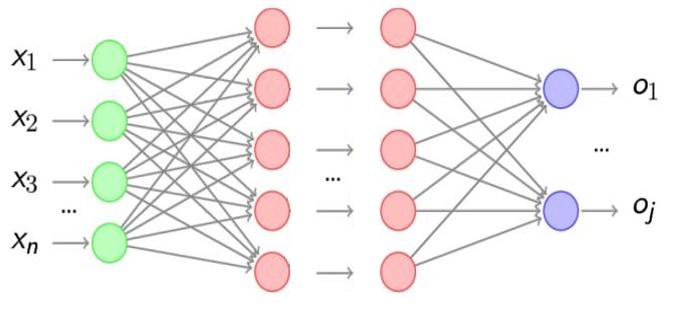 x₁
x₂
x₃
...
xₙ
...
o₁
...
oⱼ